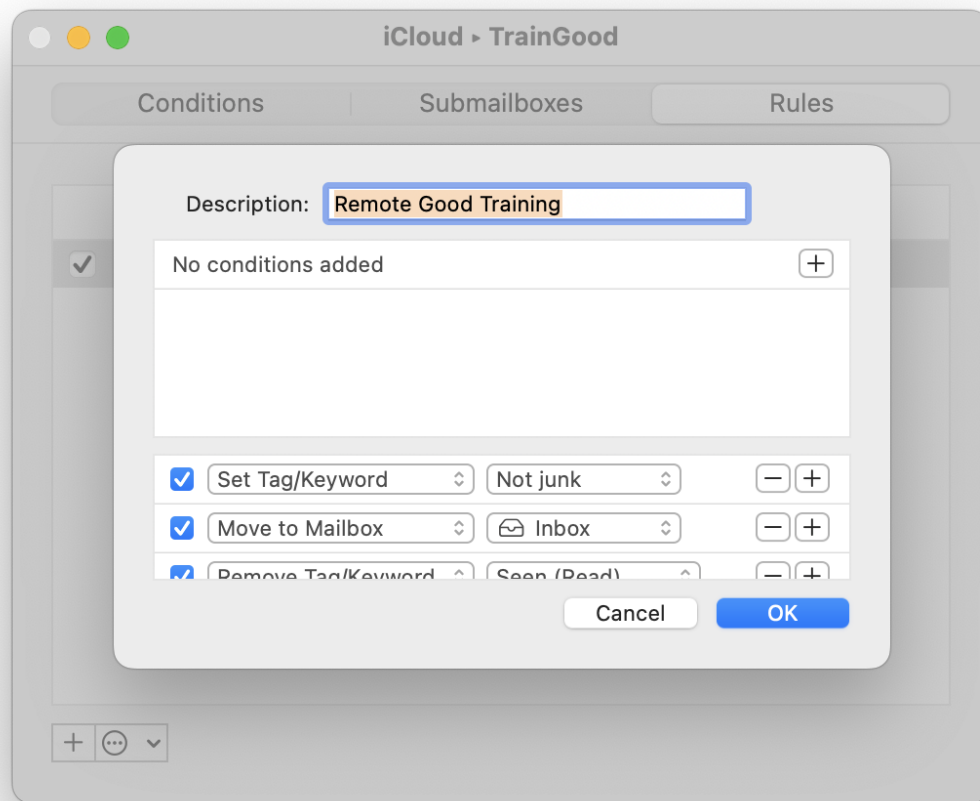 iCloud ▸ TrainGood
Conditions Submailboxes Rules
Description: Remote Good Training
No conditions added
Set Tag/Keyword Not junk
Move to Mailbox Inbox
Remove Tag/Keyword Seen (Read)
Cancel OK